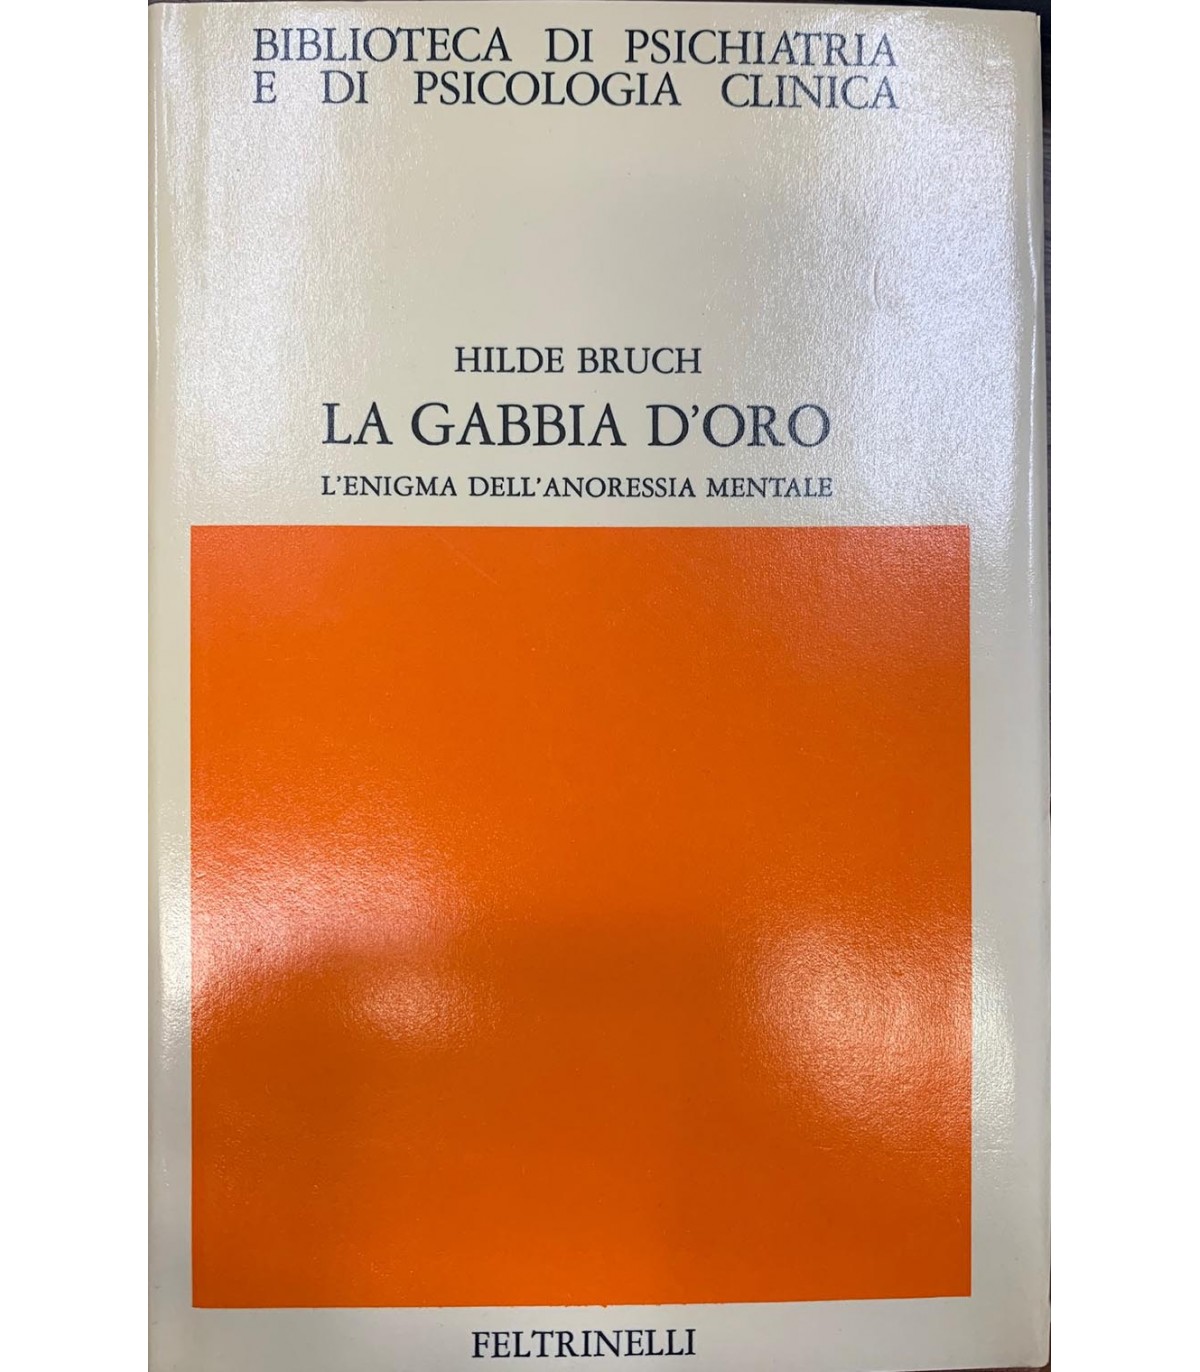 BIBLIOTECA DI PSICHIATRIA
E DI PSICOLOGIA CLINICA
HILDE BRUCH
LA GABBIA D'ORO
L'ENIGMA DELL'ANORESSIA MENTALE
FELTRINELLI